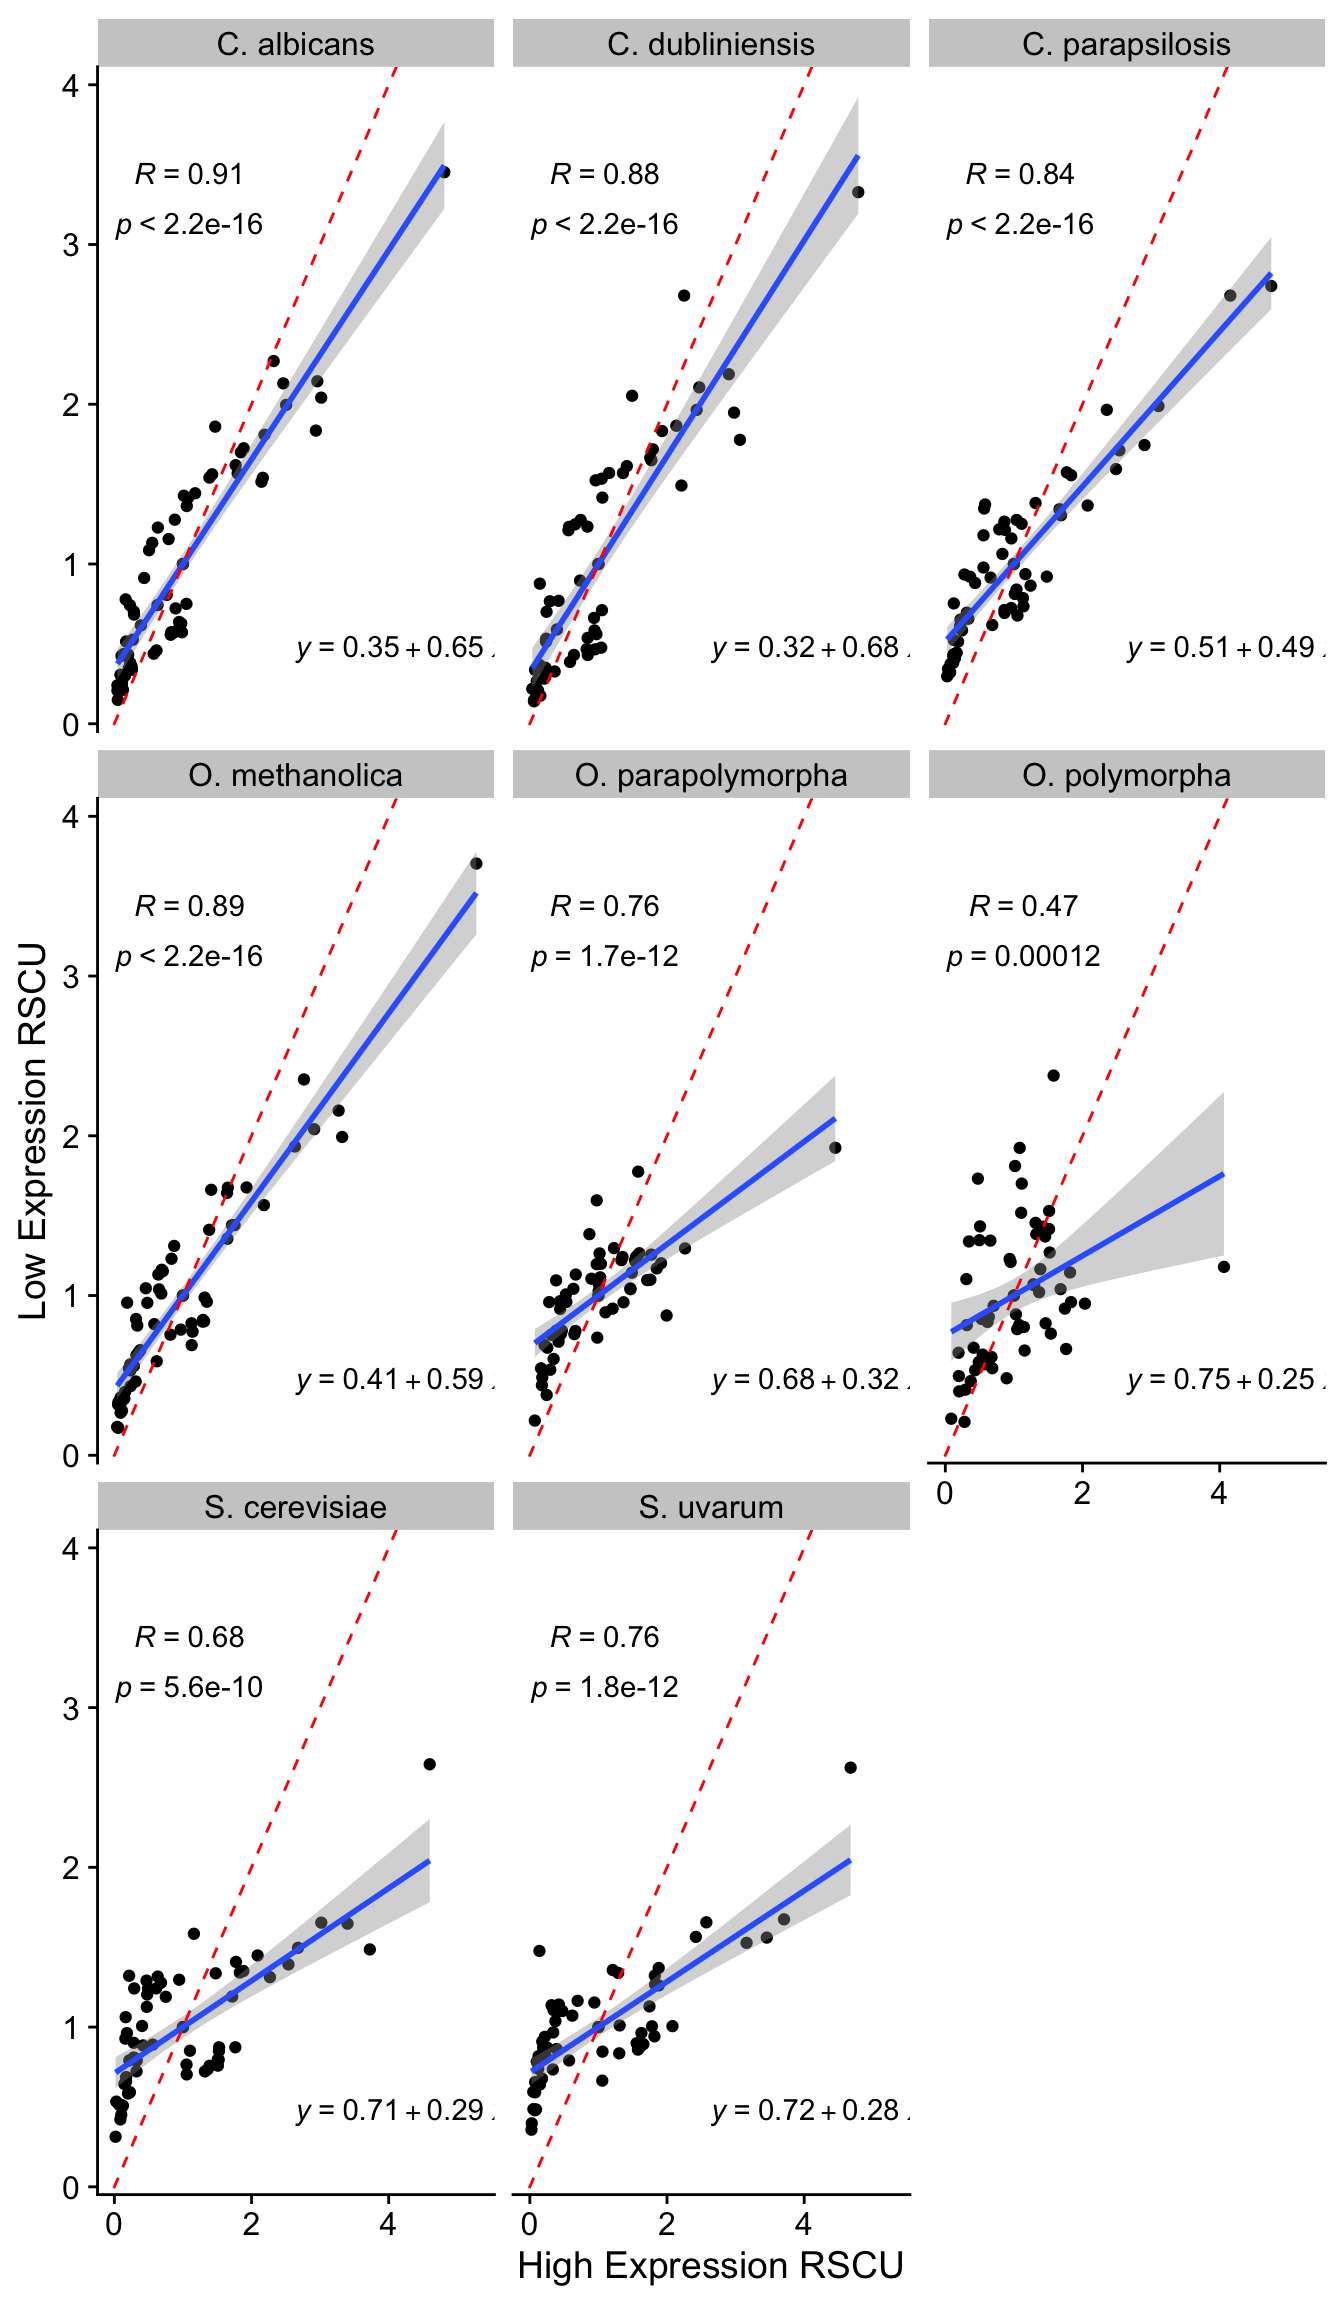 C. albicans
C. dubliniensis
C. parapsilosis
4
3
2
1
0
R = 0.91
p < 2.2e-16
y = 0.35 + 0.65
R = 0.88
p < 2.2e-16
y = 0.32 + 0.68
R = 0.84
p < 2.2e-16
y = 0.51 + 0.49
O. methanolica
O. parapolymorpha
O. polymorpha
4
3
2
1
0
R = 0.89
p < 2.2e-16
y = 0.41 + 0.59
R = 0.76
p = 1.7e-12
y = 0.68 + 0.32
R = 0.47
p = 0.00012
y = 0.75 + 0.25
0 2 4
Low Expression RSCU
S. cerevisiae
S. uvarum
4
3
2
1
0
R = 0.68
p = 5.6e-10
y = 0.71 + 0.29
R = 0.76
p = 1.8e-12
y = 0.72 + 0.28
0 2 4
0 2 4
High Expression RSCU